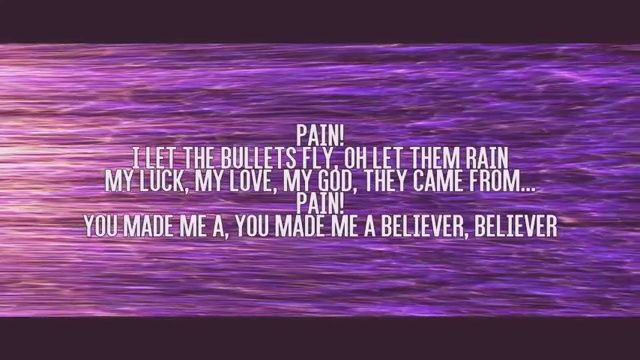 PAIN!
I LET THE BULLETS FLY, OH LET THEM RAIN
MY LUCK, MY LOVE, MY GOD, THEY CAME FROM...
PAIN!
YOU MADE ME A, YOU MADE ME A BELIEVER, BELIEVER